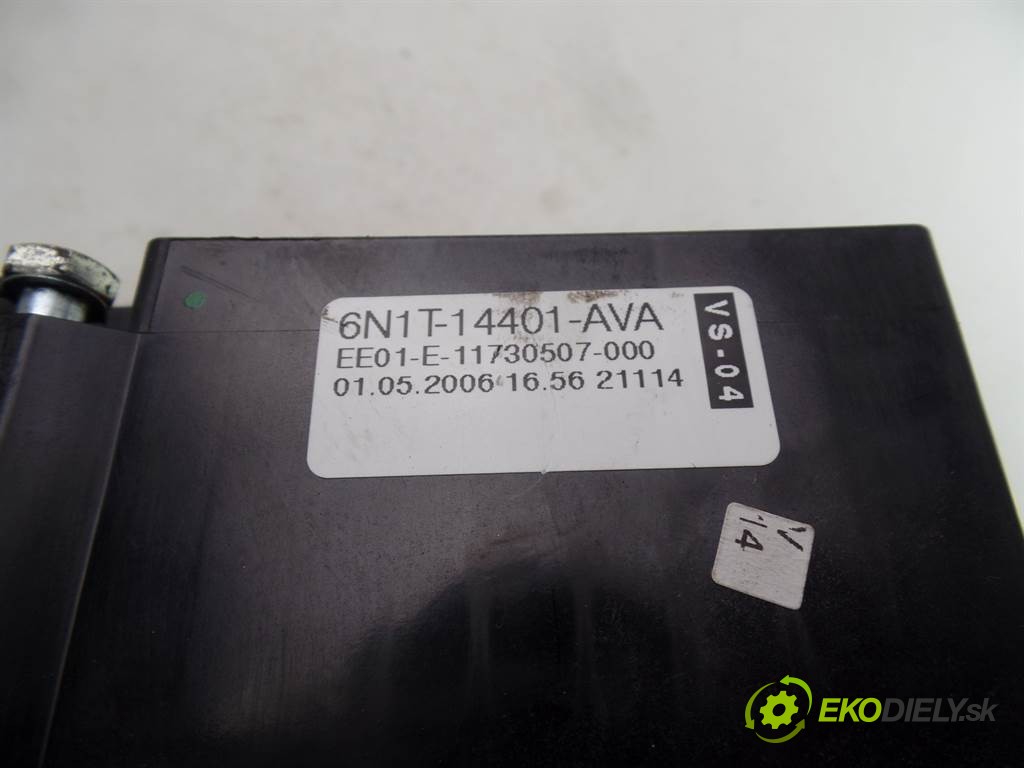 6N1T-14401-AVA
EE01-E-11730507-000
01.05.2006 16.56 21114
VS-04
V
14
EKODIELY.sk